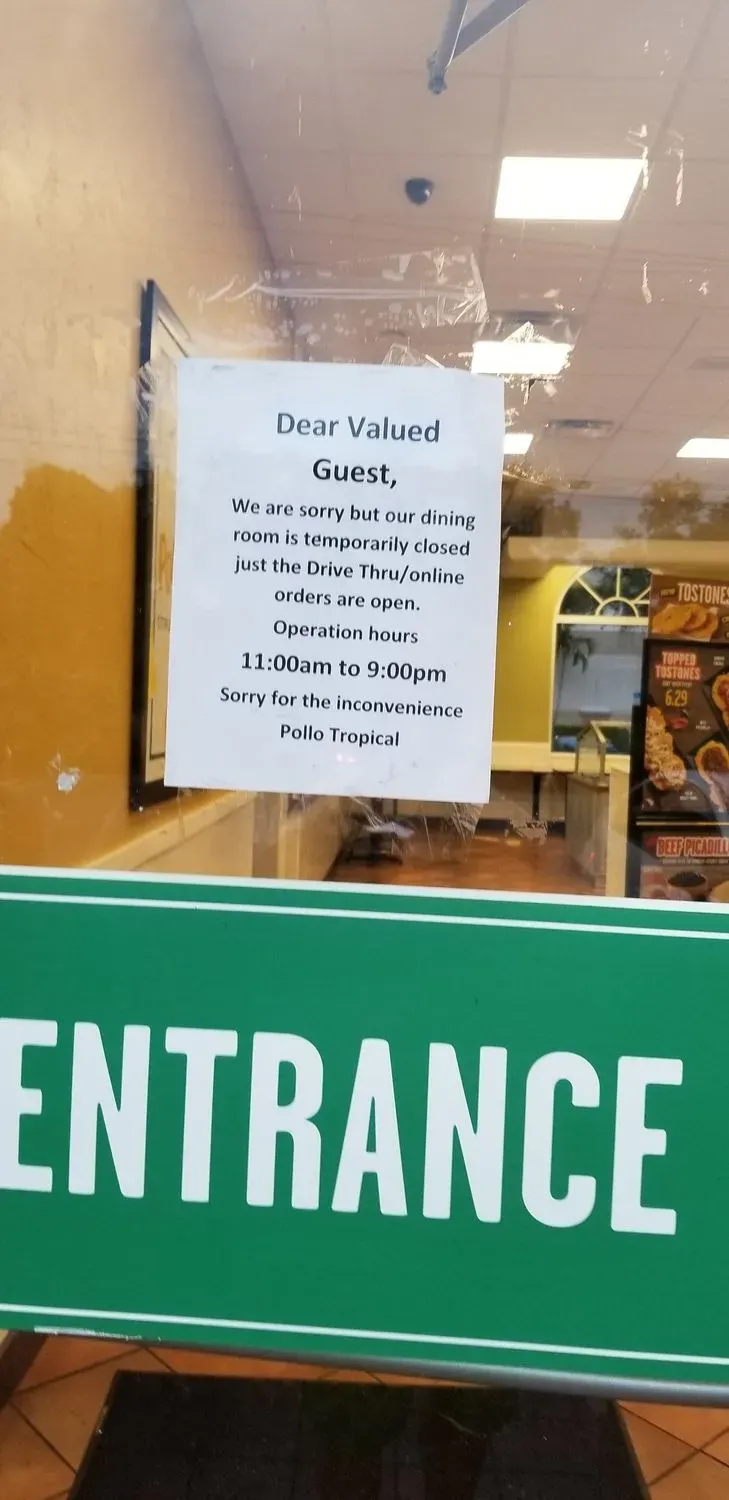 Dear Valued
Guest,
We are sorry but our dining
room is temporarily closed
just the Drive Thru/online
orders are open.
Operation hours
11:00am to 9:00pm
Sorry for the inconvenience
Pollo Tropical
TOSTONES
TOPPED
TOSTONES
6.29
BEEF PICADILL
ENTRANCE